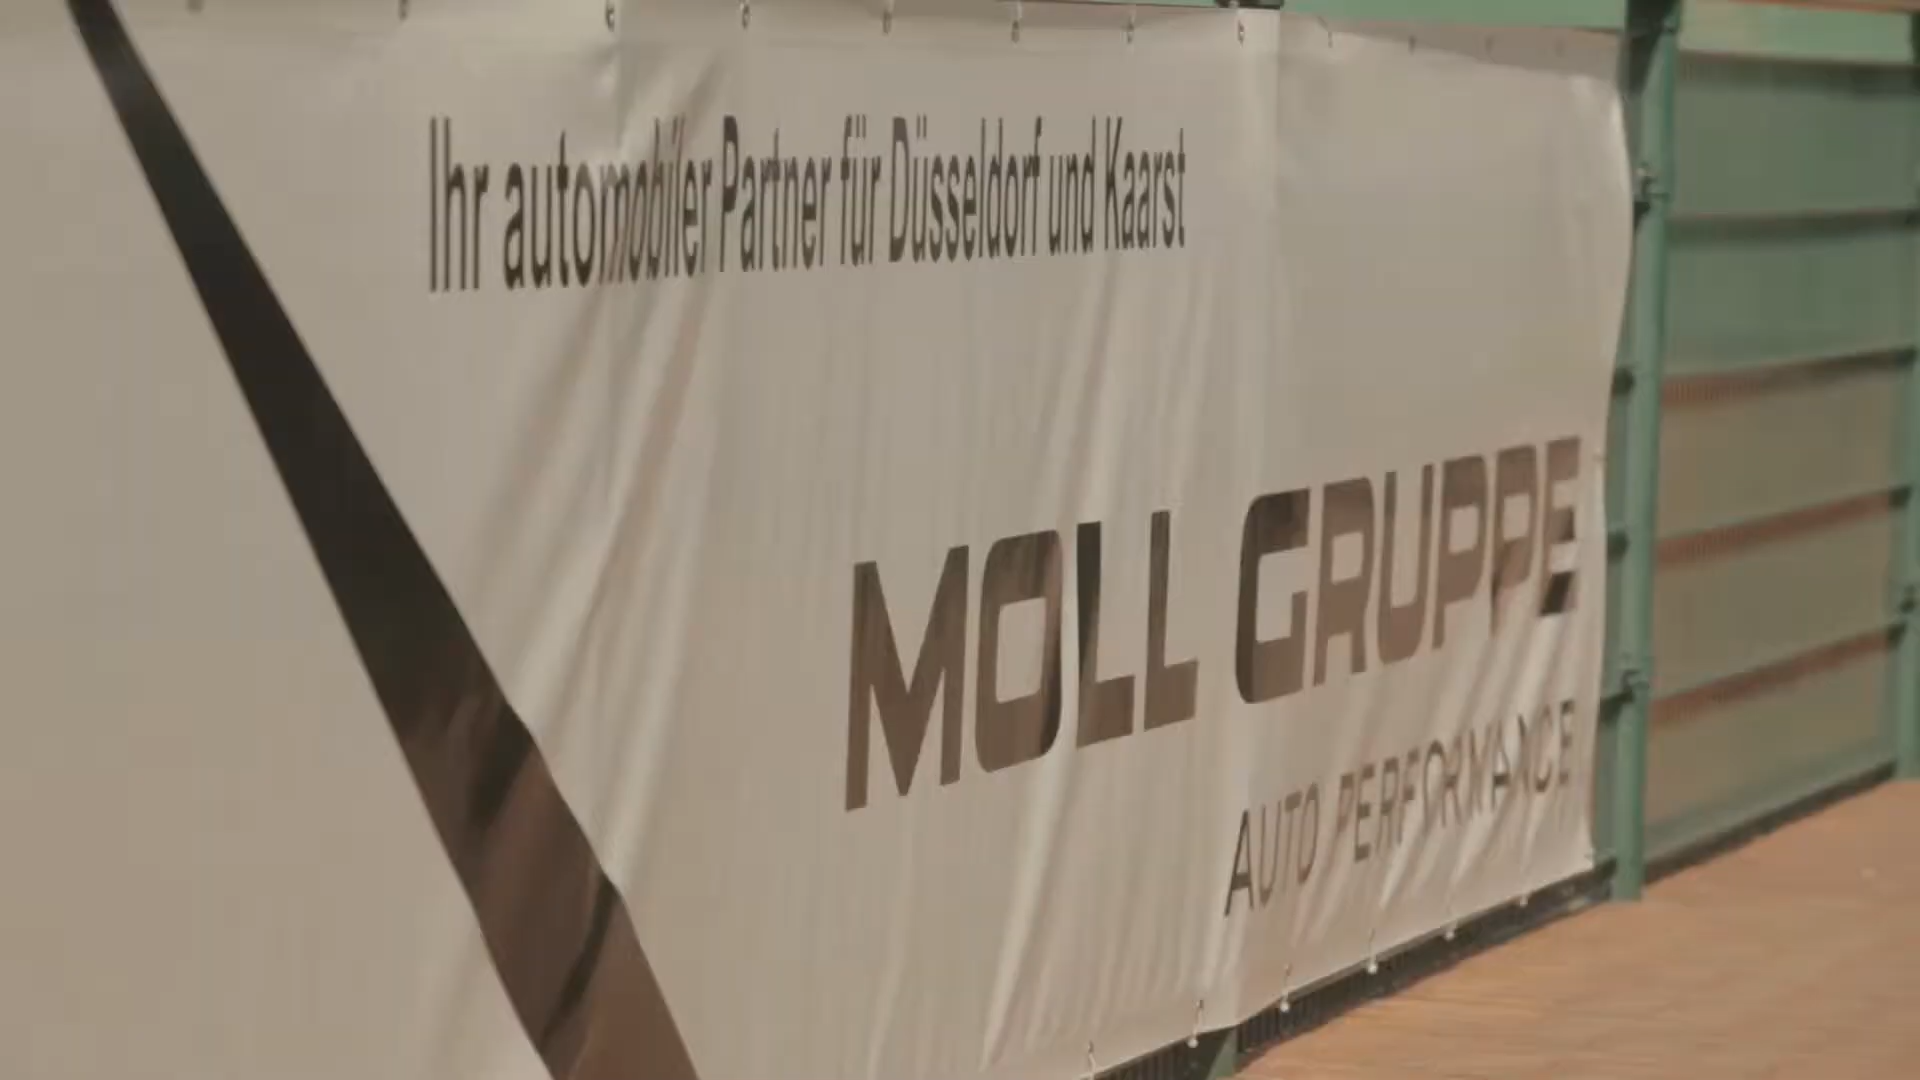 Ihr automobiler Partner für Düsseldorf und Kaarst
MOLL GRUPPE
AUTO PERFORMANCE